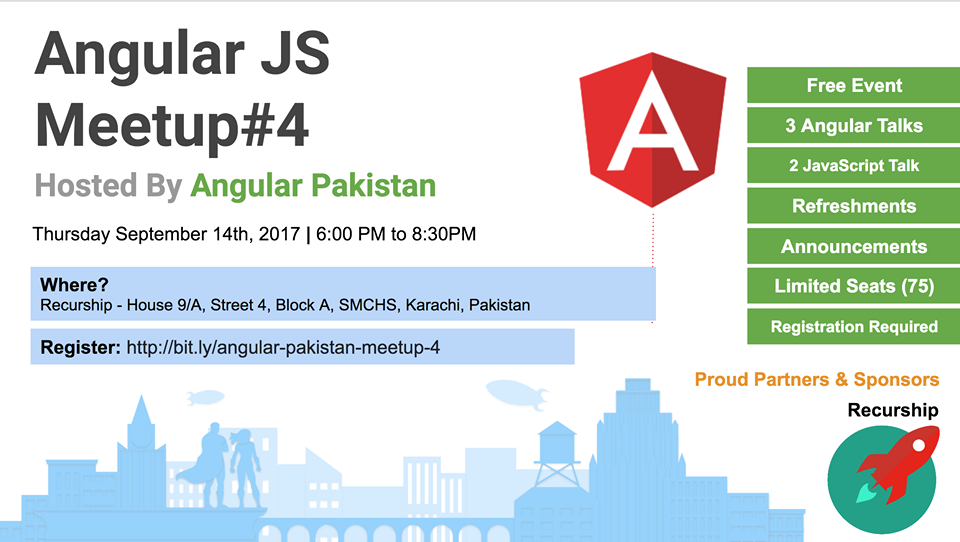 Angular JS
Meetup#4
Hosted By Angular Pakistan
Thursday September 14th, 2017 | 6:00 PM to 8:30PM
Where?
Recurship - House 9/A, Street 4, Block A, SMCHS, Karachi, Pakistan
Register: http://bit.ly/angular-pakistan-meetup-4
A
Free Event
3 Angular Talks
2 JavaScript Talk
Refreshments
Announcements
Limited Seats (75)
Registration Required
Proud Partners & Sponsors
Recurship